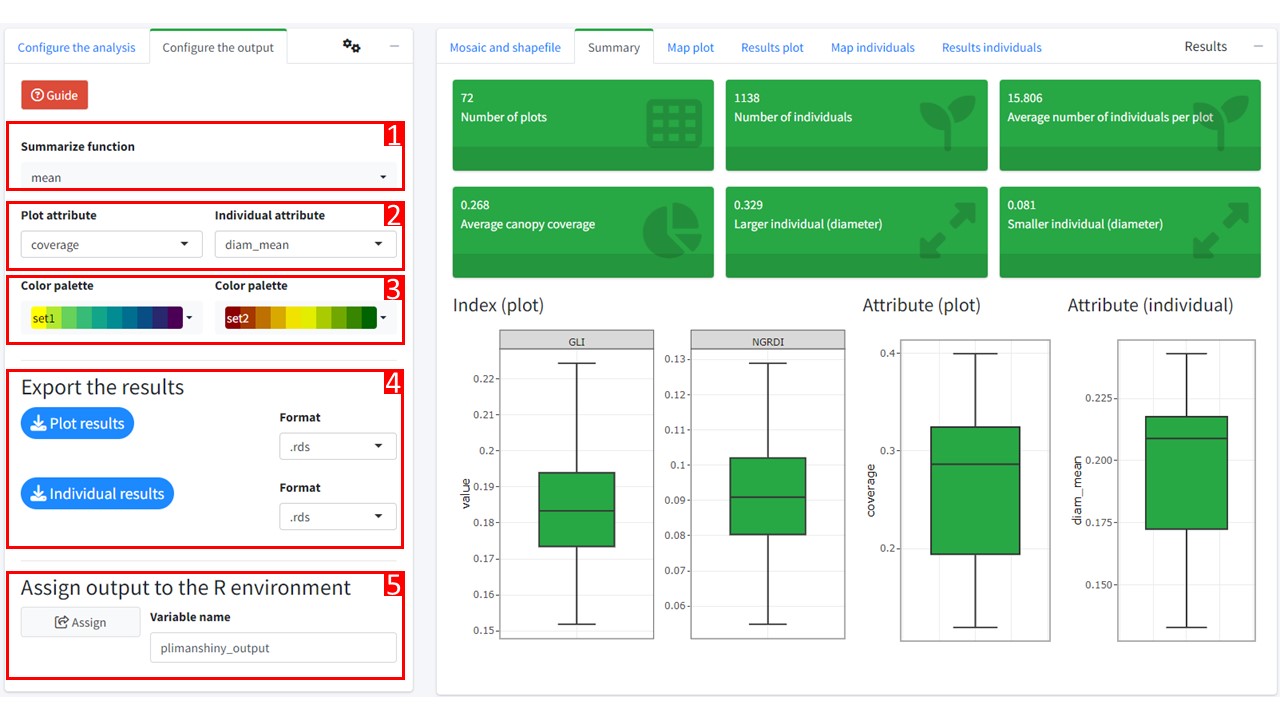 Configure the analysis
Configure the output
Guide
1
Summarize function
mean
2
Plot attribute
Individual attribute
coverage
diam_mean
3
Color palette
Color palette
set1
set2
4
Export the results
Plot results
Format
.rds
Individual results
Format
.rds
5
Assign output to the R environment
Assign
Variable name
plimanshiny_output
Mosaic and shapefile
Summary
Map plot
Results plot
Map individuals
Results individuals
Results
72
Number of plots
1138
Number of individuals
15.806
Average number of individuals per plot
0.268
Average canopy coverage
0.329
Larger individual (diameter)
0.081
Smaller individual (diameter)
Index (plot)
GLI
value
0.22
0.21
0.2
0.19
0.18
0.17
0.16
0.15
NGRDI
0.13
0.12
0.11
0.1
0.09
0.08
0.07
0.06
Attribute (plot)
coverage
0.4
0.3
0.2
Attribute (individual)
diam_mean
0.225
0.200
0.175
0.150